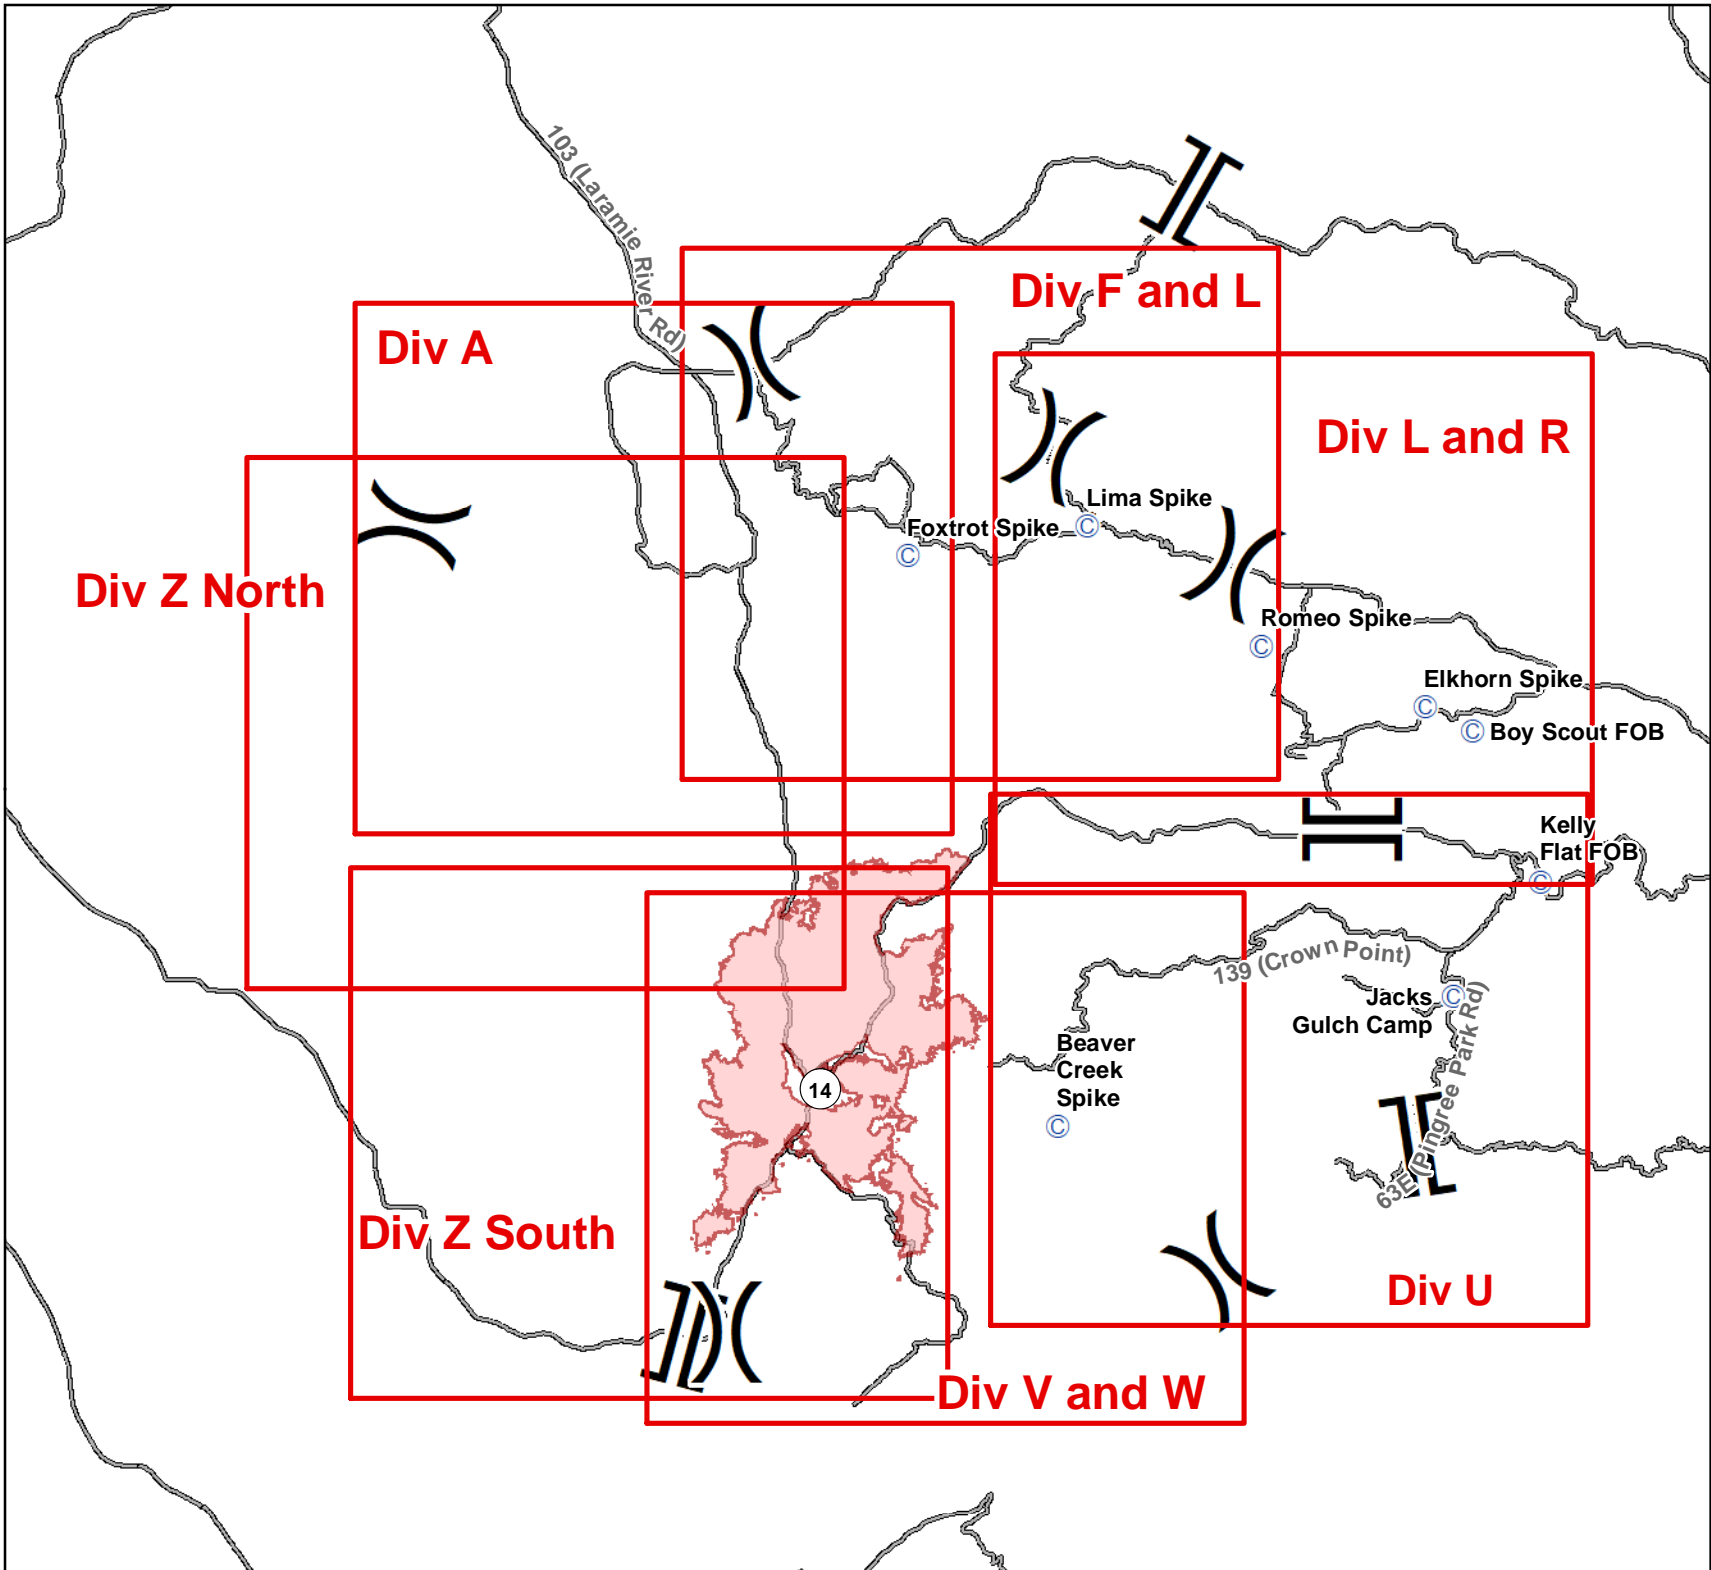 103 (Laramie River Rd)
Div F and L
Div A
Div L and R
Lima Spike
Foxtrot Spike
Div Z North
Romeo Spike
Elkhorn Spike
Boy Scout FOB
Kelly
Flat FOB
139 (Crown Point)
Jacks
Gulch Camp
63E (Pingree Park Rd)
Beaver
Creek
Spike
14
Div Z South
Div U
Div V and W
©
©
©
©
©
©
©
©